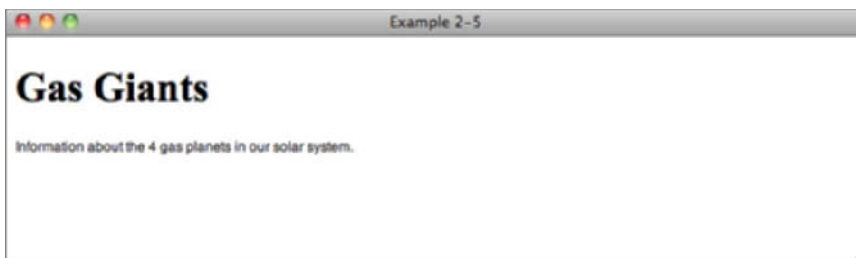 Example 2-5
Gas Giants
Information about the 4 gas planets in our solar system.